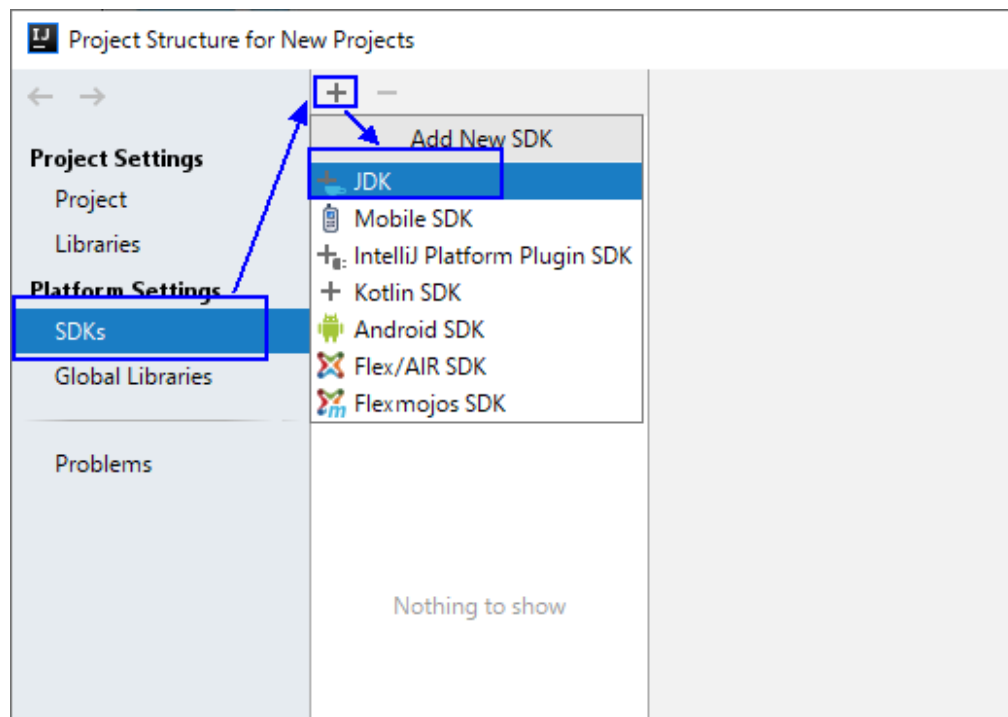 IJ
Project Structure for New Projects
Project Settings
Project
Libraries
Platform Settings
SDKs
Global Libraries
Problems
Add New SDK
JDK
Mobile SDK
IntelliJ Platform Plugin SDK
Kotlin SDK
Android SDK
Flex/AIR SDK
Flexmojos SDK
Nothing to show